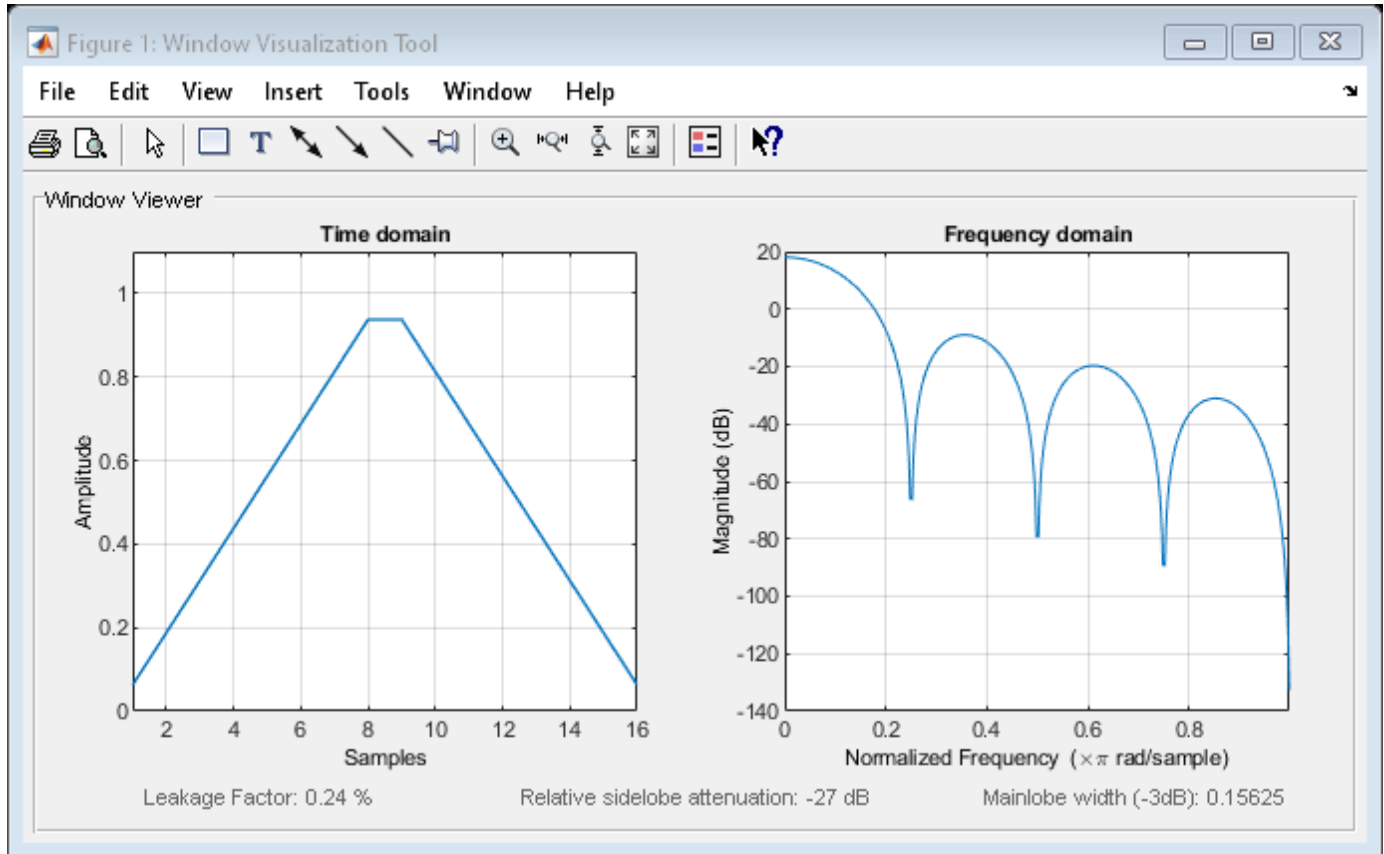 Figure 1: Window Visualization Tool
File Edit View Insert Tools Window Help
T ?
Window Viewer
Time domain
1
0.8
0.6
0.4
0.2
0
Amplitude
2 4 6 8 10 12 14 16
Samples
Frequency domain
20
0
-20
-40
-60
-80
-100
-120
-140
Magnitude (dB)
0 0.2 0.4 0.6 0.8
Normalized Frequency (×π rad/sample)
Leakage Factor: 0.24 %
Relative sidelobe attenuation: -27 dB
Mainlobe width (-3dB): 0.15625